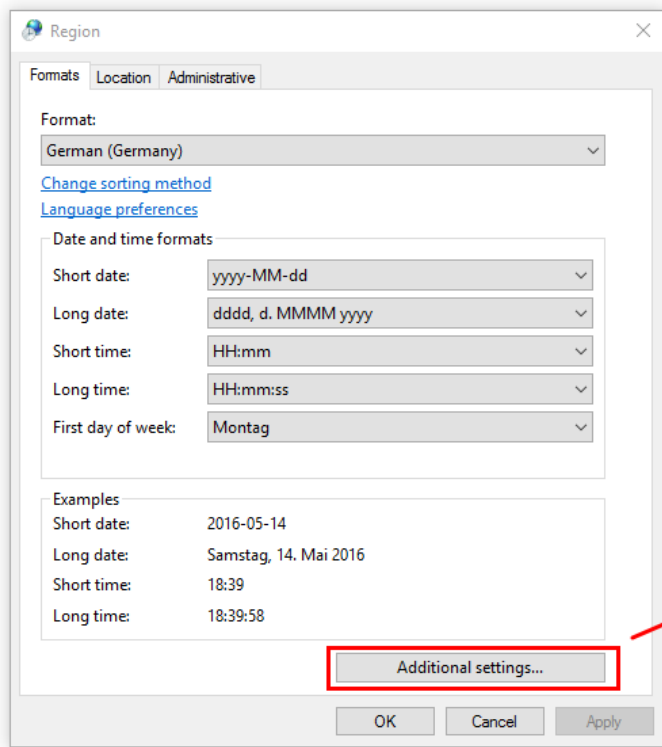 Region
Formats Location Administrative
Format:
German (Germany)
Change sorting method
Language preferences
Date and time formats
Short date: yyyy-MM-dd
Long date: dddd, d. MMMM yyyy
Short time: HH:mm
Long time: HH:mm:ss
First day of week: Montag
Examples
Short date: 2016-05-14
Long date: Samstag, 14. Mai 2016
Short time: 18:39
Long time: 18:39:58
Additional settings...
OK Cancel Apply